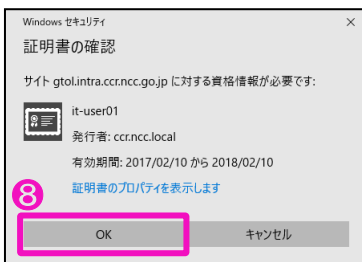 Windows セキュリティ
証明書の確認
サイト gtol.intra.ccr.ncc.go.jp に対する資格情報が必要です:
it-user01
発行者: ccr.ncc.local
有効期間: 2017/02/10 から 2018/02/10
証明書のプロパティを表示します
8
OK
キャンセル